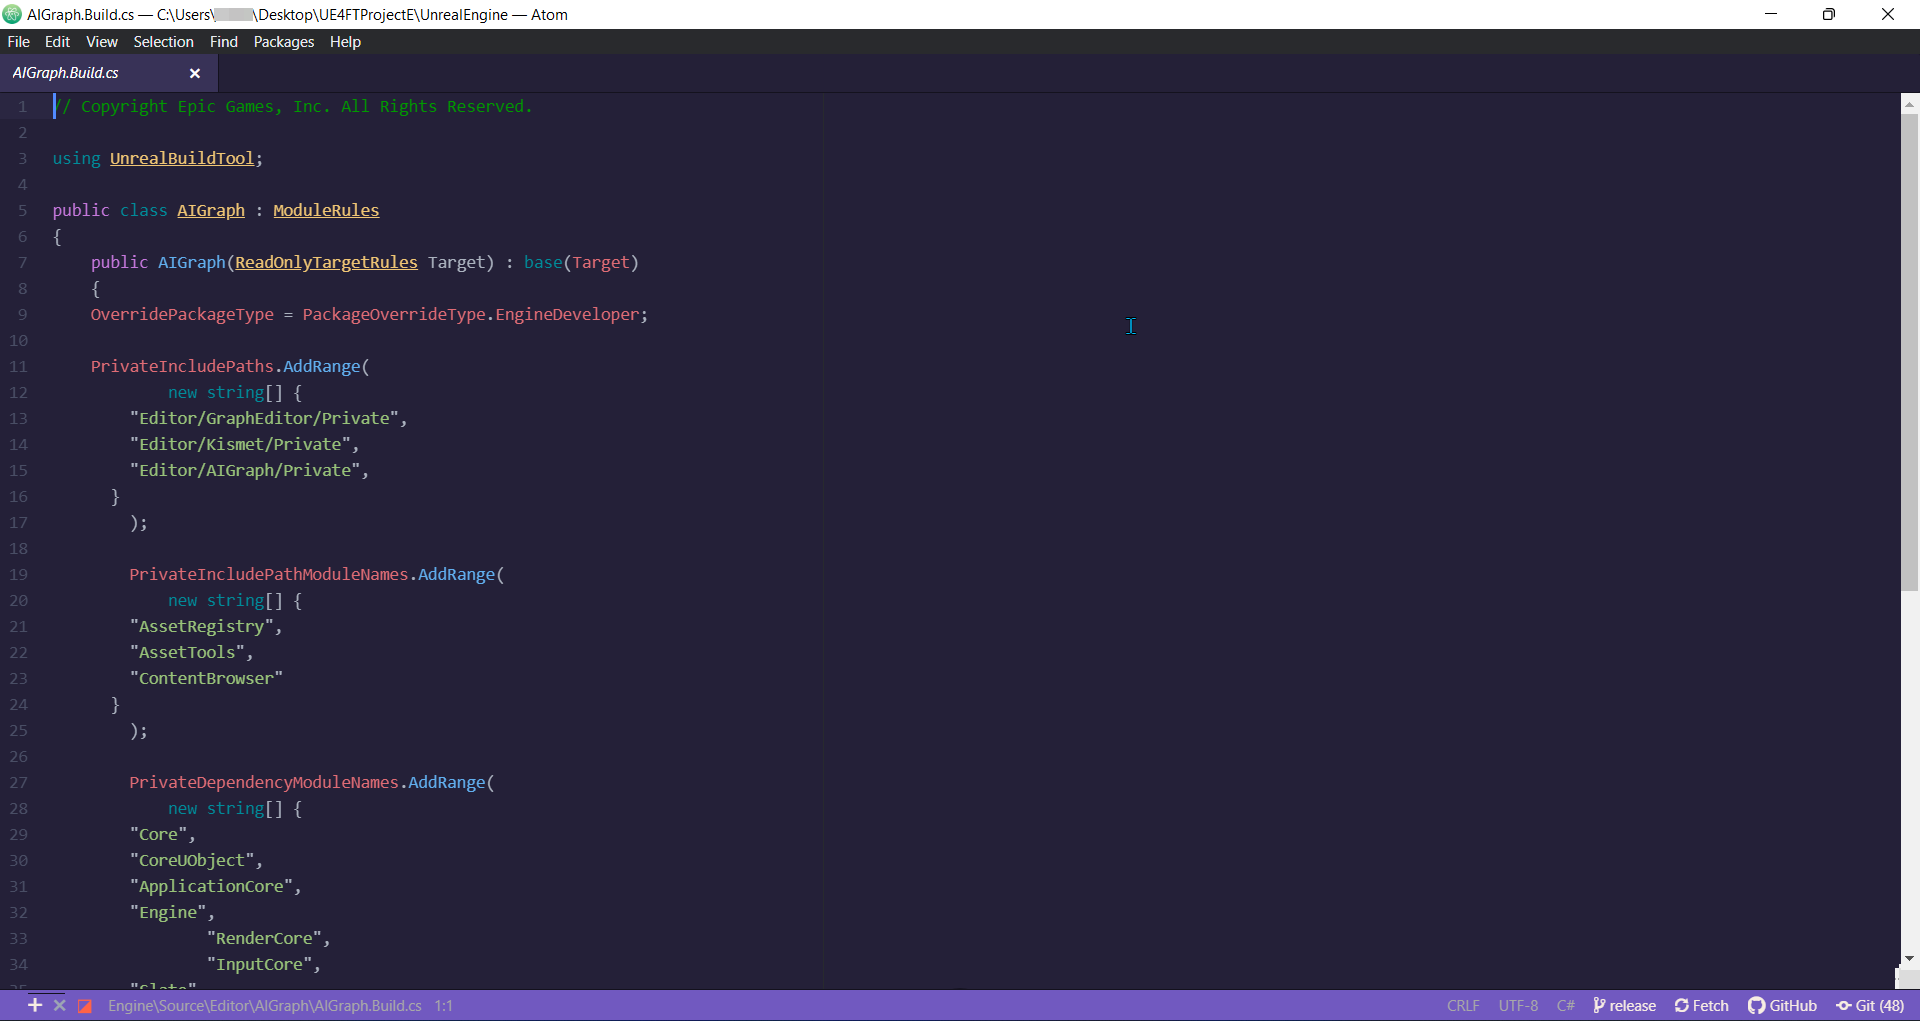 AIGraph.Build.cs — C:\Users\ \Desktop\UE4FTProjectE\UnrealEngine — Atom
File Edit View Selection Find Packages Help
AIGraph.Build.cs
1 // Copyright Epic Games, Inc. All Rights Reserved.
2
3 using UnrealBuildTool;
4
5 public class AIGraph : ModuleRules
6 {
7 public AIGraph(ReadOnlyTargetRules Target) : base(Target)
8 {
9 OverridePackageType = PackageOverrideType.EngineDeveloper;
10
11 PrivateIncludePaths.AddRange(
12 new string[] {
13 "Editor/GraphEditor/Private",
14 "Editor/Kismet/Private",
15 "Editor/AIGraph/Private",
16 }
17 );
18
19 PrivateIncludePathModuleNames.AddRange(
20 new string[] {
21 "AssetRegistry",
22 "AssetTools",
23 "ContentBrowser"
24 }
25 );
26
27 PrivateDependencyModuleNames.AddRange(
28 new string[] {
29 "Core",
30 "CoreUObject",
31 "ApplicationCore",
32 "Engine",
33 "RenderCore",
34 "InputCore",
Engine\Source\Editor\AIGraph\AIGraph.Build.cs 1:1 CRLF UTF-8 C# release Fetch GitHub Git (48)